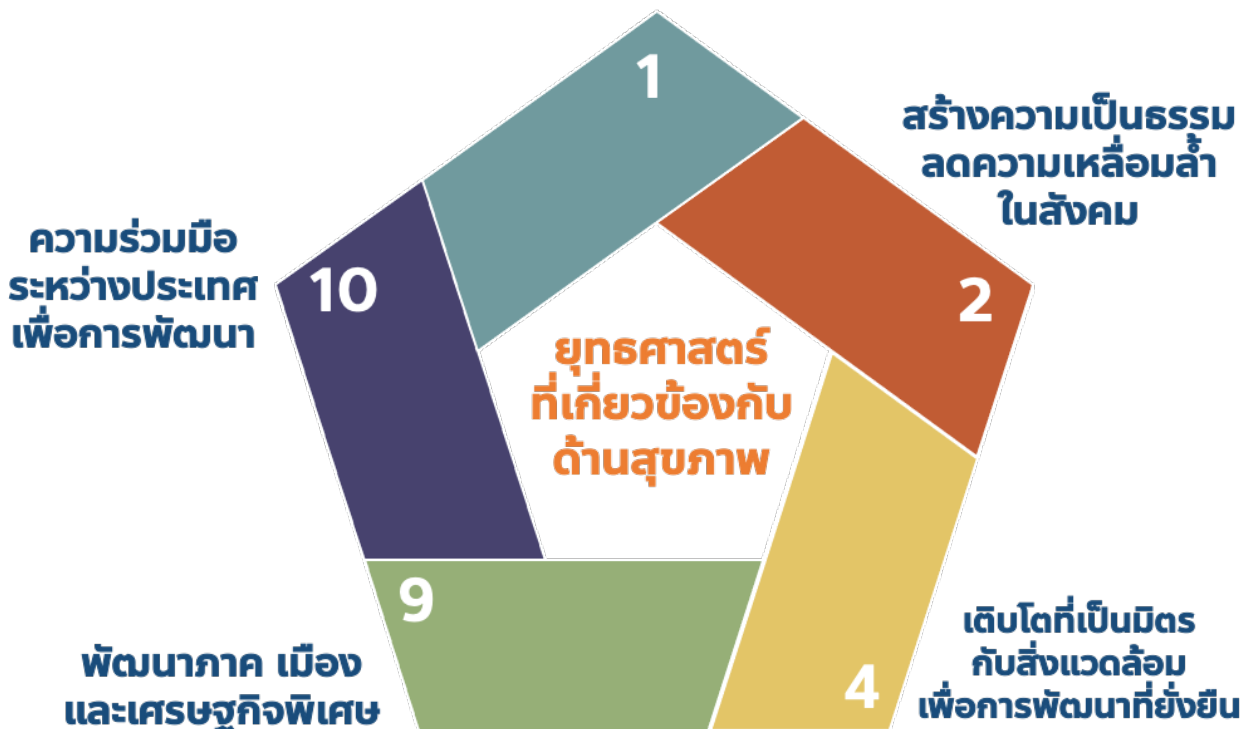 1
สร้างความเป็นธรรม
ลดความเหลื่อมล้ำ
ในสังคม
2
ความร่วมมือ
ระหว่างประเทศ
เพื่อการพัฒนา
10
ยุทธศาสตร์
ที่เกี่ยวข้องกับ
ด้านสุขภาพ
9
พัฒนาภาค เมือง
และเศรษฐกิจพิเศษ
4
เติบโตที่เป็นมิตร
กับสิ่งแวดล้อม
เพื่อการพัฒนาที่ยั่งยืน